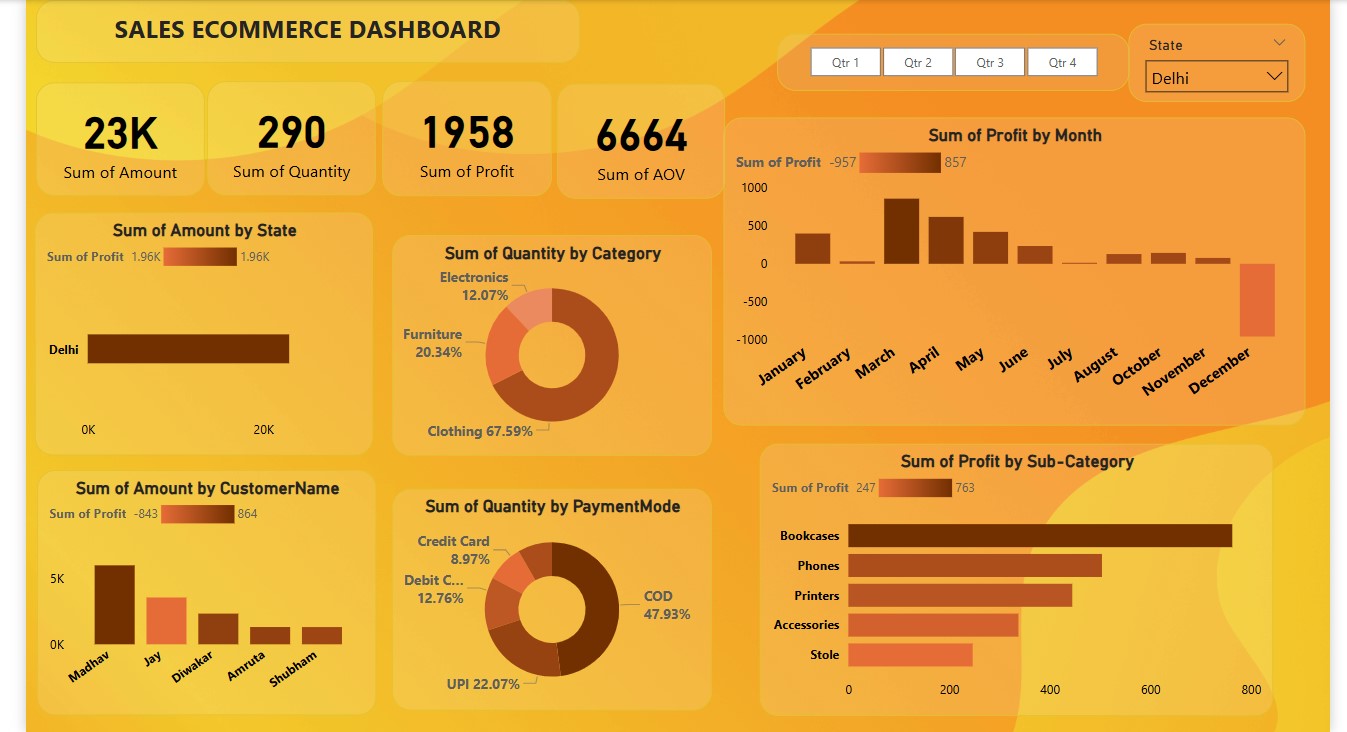 SALES ECOMMERCE DASHBOARD
Qtr 1
Qtr 2
Qtr 3
Qtr 4
State
Delhi
23K
Sum of Amount
290
Sum of Quantity
1958
Sum of Profit
6664
Sum of AOV
Sum of Profit by Month
Sum of Profit -957 857
1000
500
0
-500
-1000
January
February
March
April
May
June
July
August
October
November
December
Sum of Amount by State
Sum of Profit 1.96K 1.96K
Delhi
0K
20K
Sum of Quantity by Category
Electronics
12.07%
Furniture
20.34%
Clothing 67.59%
Sum of Amount by CustomerName
Sum of Profit -843 864
5K
0K
Madhav
Jay
Diwakar
Amruta
Shubham
Sum of Quantity by PaymentMode
Credit Card
8.97%
Debit C...
12.76%
COD
47.93%
UPI 22.07%
Sum of Profit by Sub-Category
Sum of Profit 247 763
Bookcases
Phones
Printers
Accessories
Stole
0
200
400
600
800